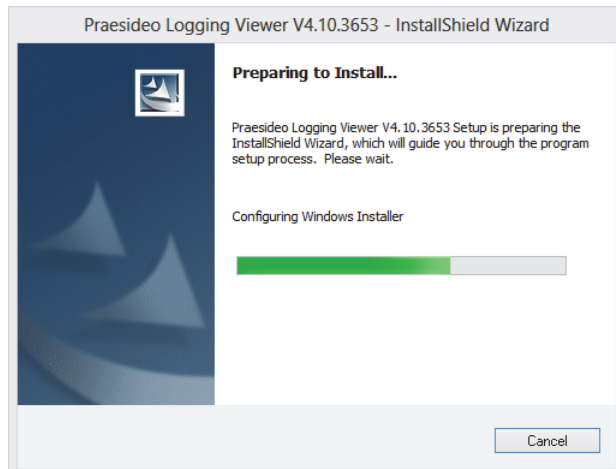 Praesideo Logging Viewer V4.10.3653 - InstallShield Wizard
Preparing to Install...
Praesideo Logging Viewer V4.10.3653 Setup is preparing the
InstallShield Wizard, which will guide you through the program
setup process.  Please wait.
Configuring Windows Installer
Cancel